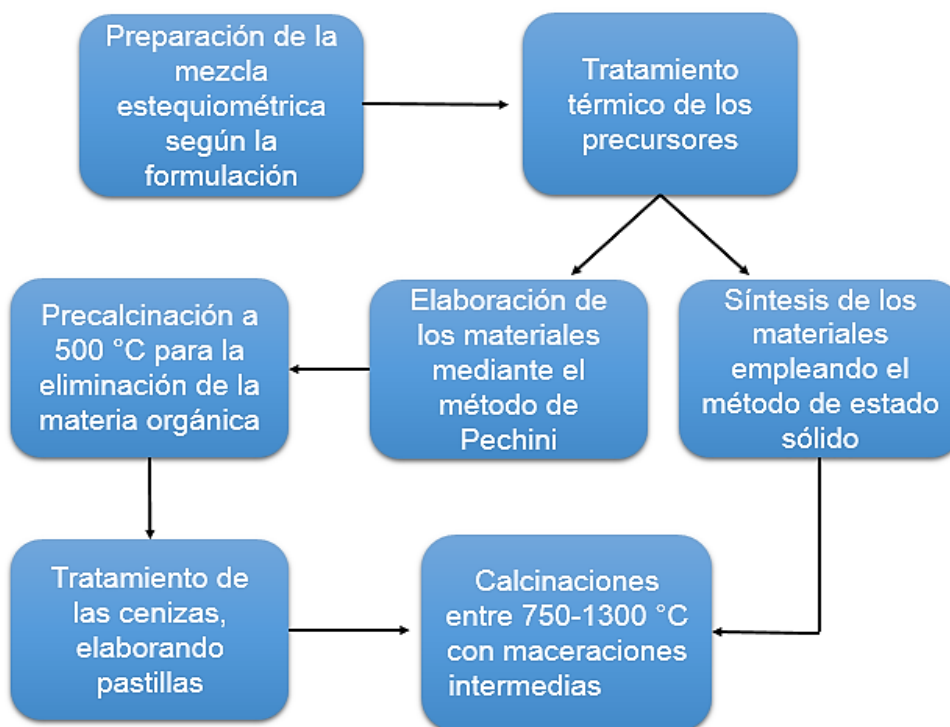 Preparación de la
mezcla
estequiométrica
según la
formulación
Tratamiento
térmico de los
precursores
Precalcinación a
500 °C para la
eliminación de la
materia orgánica
Elaboración de
los materiales
mediante el
método de
Pechini
Síntesis de los
materiales
empleando el
método de estado
sólido
Tratamiento de
las cenizas,
elaborando
pastillas
Calcinaciones
entre 750-1300 °C
con maceraciones
intermedias